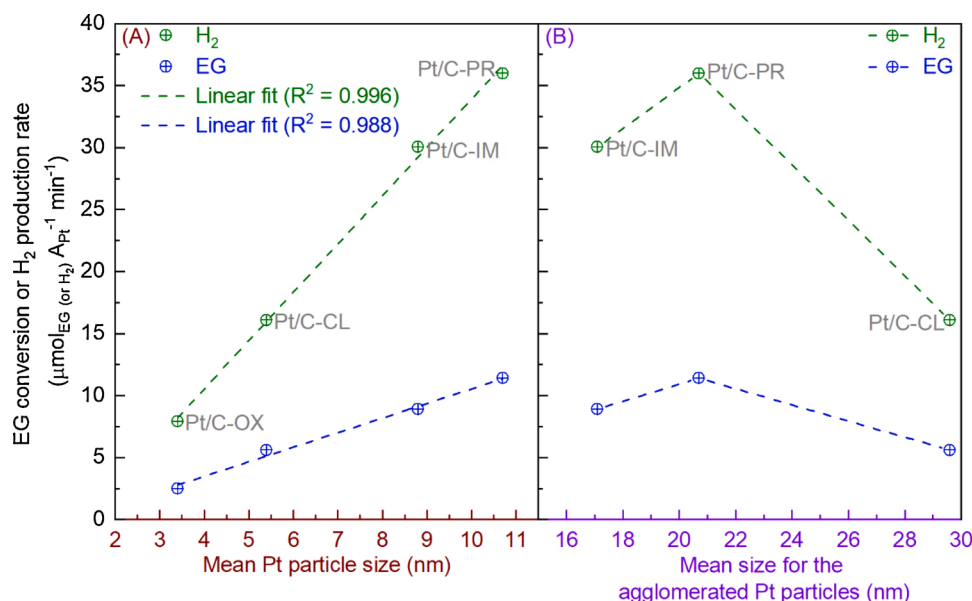 EG conversion or H₂ production rate
(μmol_EG (or H₂) A_Pt⁻¹ min⁻¹)
40
35
30
25
20
15
10
5
0
(A)
H₂
EG
Linear fit (R² = 0.996)
Linear fit (R² = 0.988)
Pt/C-PR
Pt/C-IM
Pt/C-CL
Pt/C-OX
2 3 4 5 6 7 8 9 10 11
Mean Pt particle size (nm)
(B)
H₂
EG
Pt/C-PR
Pt/C-IM
Pt/C-CL
16 18 20 22 24 26 28 30
Mean size for the
agglomerated Pt particles (nm)